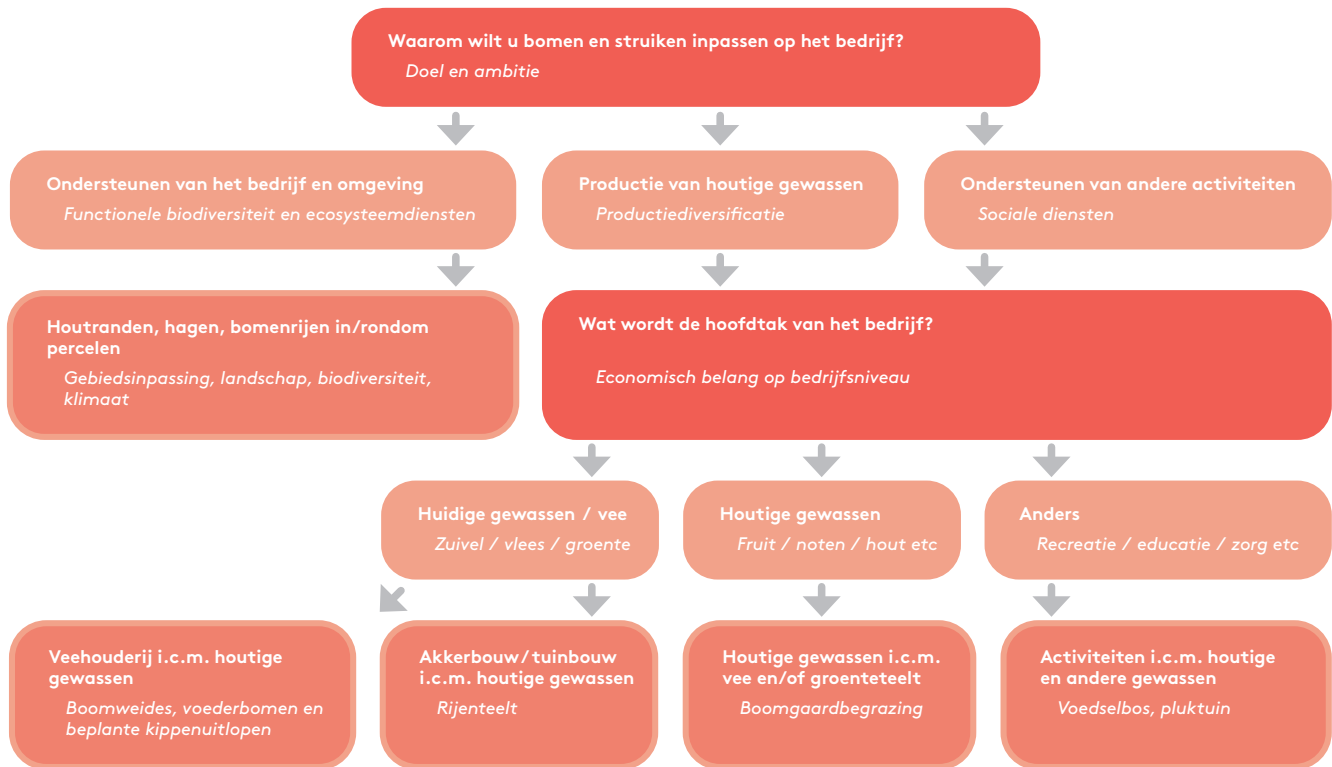 Waarom wilt u bomen en struiken inpassen op het bedrijf?
Doel en ambitie
Ondersteunen van het bedrijf en omgeving
Functionele biodiversiteit en ecosysteemdiensten
Productie van houtige gewassen
Productiediversificatie
Ondersteunen van andere activiteiten
Sociale diensten
Houtranden, hagen, bomenrijen in/rondom
percelen
Gebiedsinpassing, landschap, biodiversiteit,
klimaat
Wat wordt de hoofdtak van het bedrijf?
Economisch belang op bedrijfsniveau
Huidige gewassen / vee
Zuivel / vlees / groente
Houtige gewassen
Fruit / noten / hout etc
Anders
Recreatie / educatie / zorg etc
Veehouderij i.c.m. houtige
gewassen
Boomweides, voederbomen en
beplante kippenuitlopen
Akkerbouw/tuinbouw
i.c.m. houtige gewassen
Rijenteelt
Houtige gewassen i.c.m.
vee en/of groenteteelt
Boomgaardbegrazing
Activiteiten i.c.m. houtige
en andere gewassen
Voedselbos, pluktuin